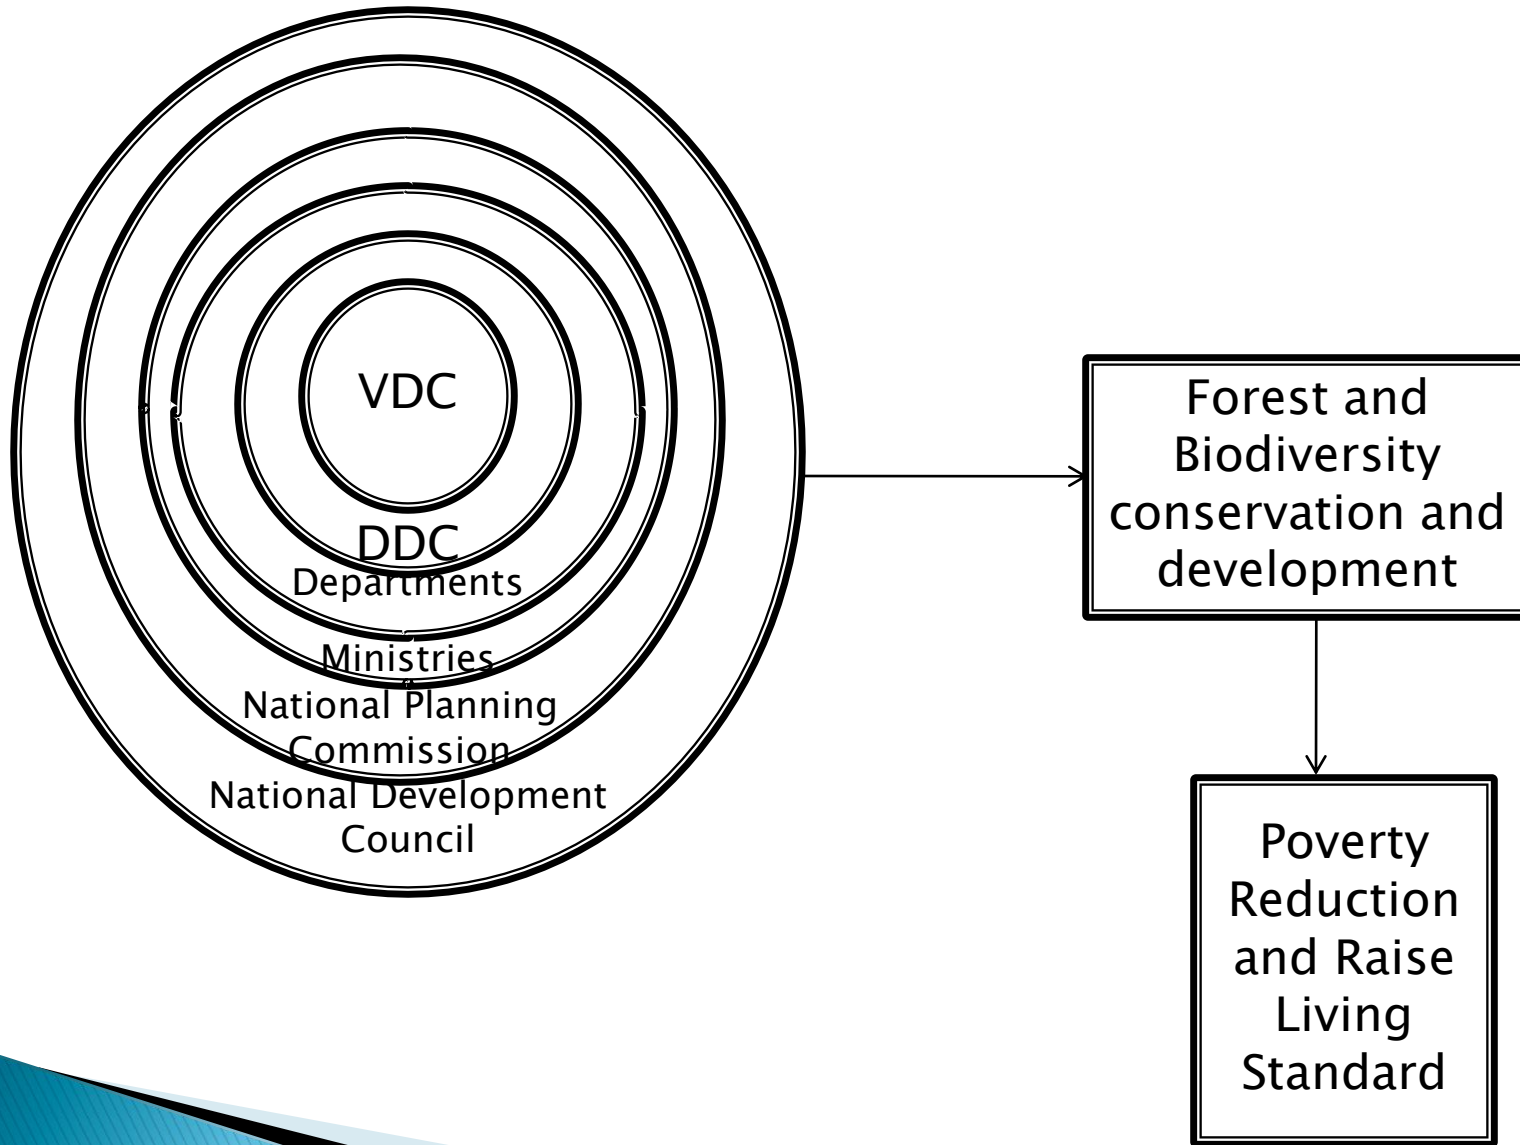 VDC
DDC
Departments
Ministries
National Planning
Commission
National Development
Council
Forest and
Biodiversity
conservation and
development
Poverty
Reduction
and Raise
Living
Standard